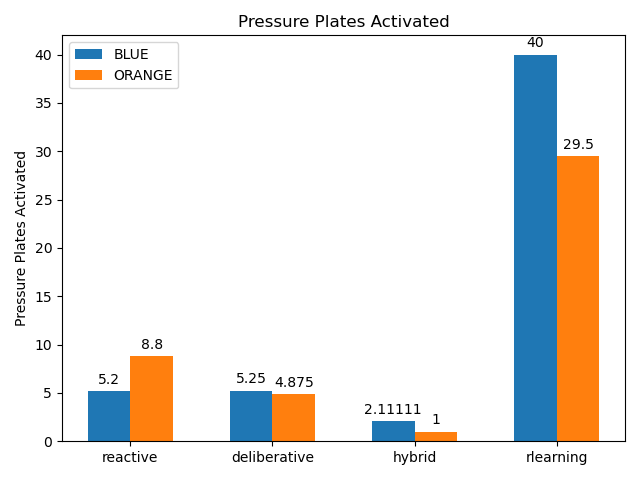 Pressure Plates Activated
BLUE
ORANGE
Pressure Plates Activated
40
35
30
25
20
15
10
5
0
5.2
8.8
5.25
4.875
2.11111
1
40
29.5
reactive
deliberative
hybrid
rlearning